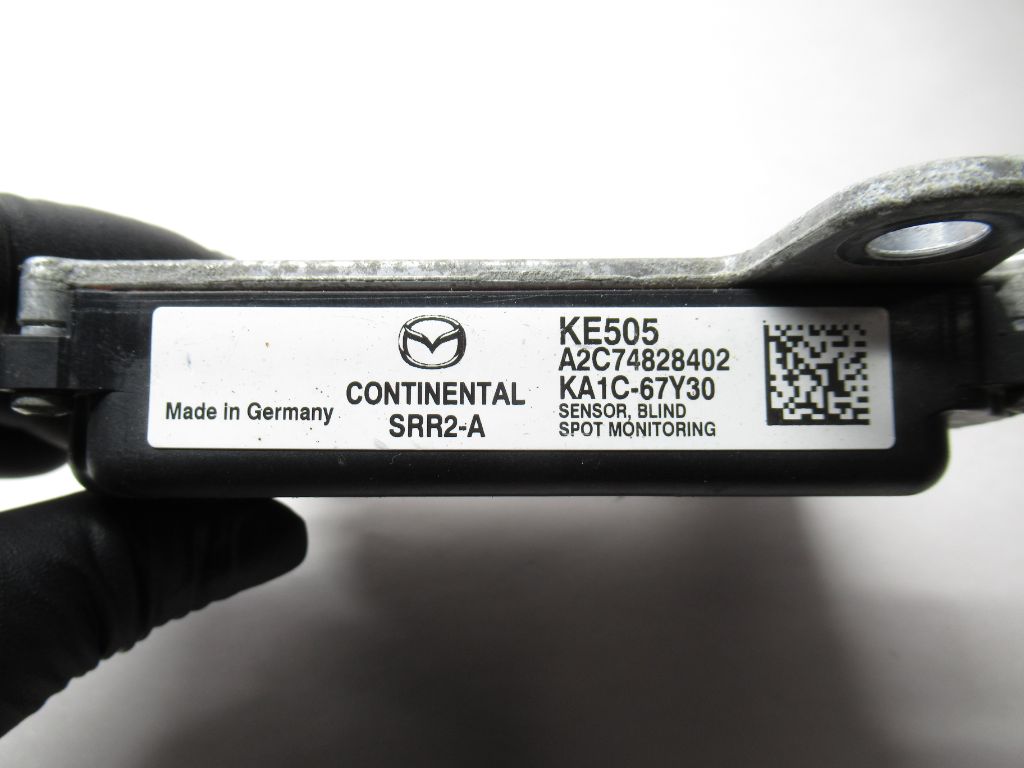 Made in Germany
CONTINENTAL
SRR2-A
KE505
A2C74828402
KA1C-67Y30
SENSOR, BLIND
SPOT MONITORING